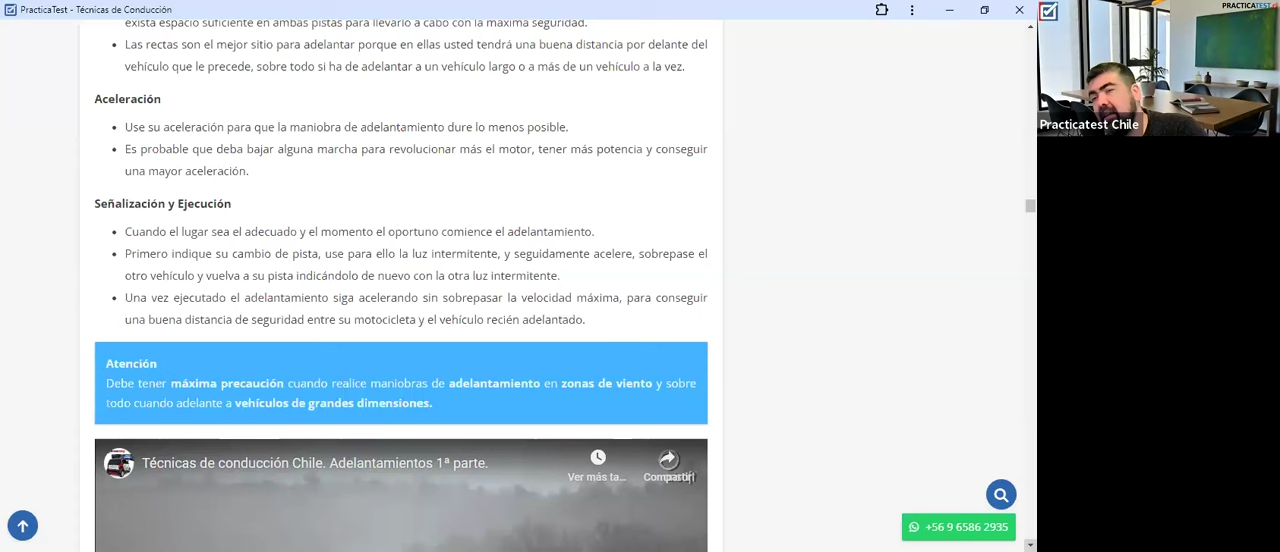 PracticaTest - Técnicas de Conducción
exista espacio suficiente en ambas pistas para llevarlo a cabo con la máxima seguridad.
Las rectas son el mejor sitio para adelantar porque en ellas usted tendrá una buena distancia por delante del
vehículo que le precede, sobre todo si ha de adelantar a un vehículo largo o a más de un vehículo a la vez.
Aceleración
Use su aceleración para que la maniobra de adelantamiento dure lo menos posible.
Es probable que deba bajar alguna marcha para revolucionar más el motor, tener más potencia y conseguir
una mayor aceleración.
Señalización y Ejecución
Cuando el lugar sea el adecuado y el momento el oportuno comience el adelantamiento.
Primero indique su cambio de pista, use para ello la luz intermitente, y seguidamente acelere, sobrepase el
otro vehículo y vuelva a su pista indicándolo de nuevo con la otra luz intermitente.
Una vez ejecutado el adelantamiento siga acelerando sin sobrepasar la velocidad máxima, para conseguir
una buena distancia de seguridad entre su motocicleta y el vehículo recién adelantado.
Atención
Debe tener máxima precaución cuando realice maniobras de adelantamiento en zonas de viento y sobre
todo cuando adelante a vehículos de grandes dimensiones.
Técnicas de conducción Chile. Adelantamientos 1ª parte.
Ver más ta...
Compartir
+56 9 6586 2935
PRACTICATEST
Practicatest Chile